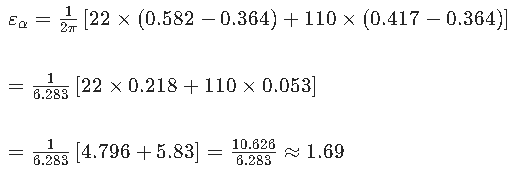 ε_α = 1/2π [22 × (0.582 − 0.364) + 110 × (0.417 − 0.364)]
= 1/6.283 [22 × 0.218 + 110 × 0.053]
= 1/6.283 [4.796 + 5.83] = 10.626/6.283 ≈ 1.69